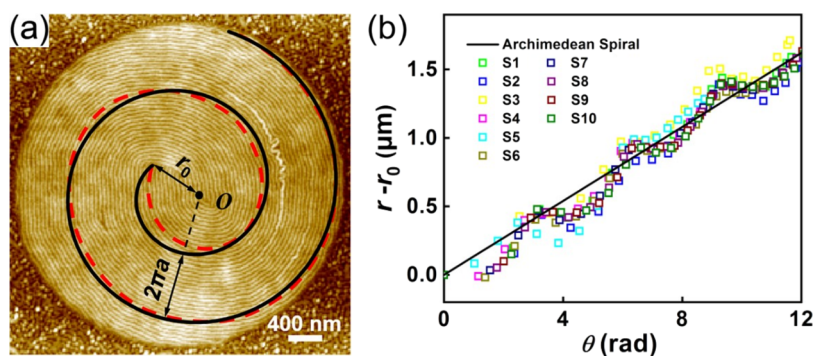 (a)
r₀
O
2πa
400 nm
(b)
r -r₀ (μm)
1.5
1.0
0.5
0.0
Archimedean Spiral
S1 S7
S2 S8
S3 S9
S4 S10
S5
S6
0 4 8 12
θ (rad)